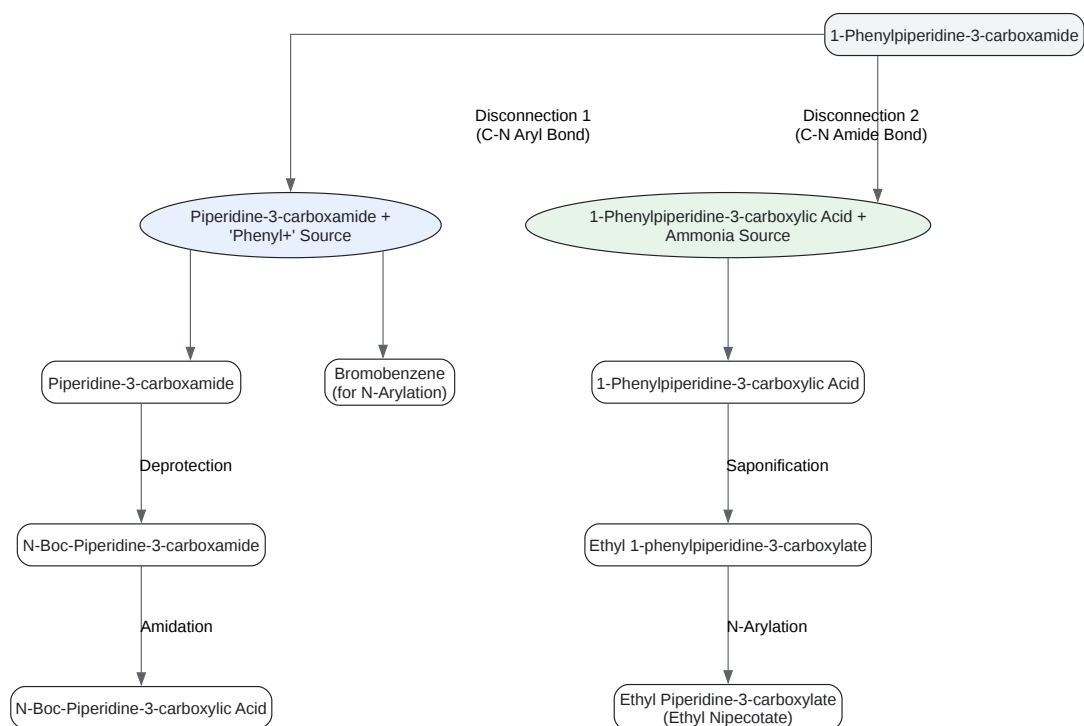 1-Phenylpiperidine-3-carboxamide
Disconnection 1
(C-N Aryl Bond)
Disconnection 2
(C-N Amide Bond)
Piperidine-3-carboxamide +
'Phenyl+' Source
1-Phenylpiperidine-3-carboxylic Acid +
Ammonia Source
Piperidine-3-carboxamide
Bromobenzene
(for N-Arylation)
1-Phenylpiperidine-3-carboxylic Acid
Deprotection
Saponification
N-Boc-Piperidine-3-carboxamide
Ethyl 1-phenylpiperidine-3-carboxylate
Amidation
N-Arylation
N-Boc-Piperidine-3-carboxylic Acid
Ethyl Piperidine-3-carboxylate
(Ethyl Nipecotate)